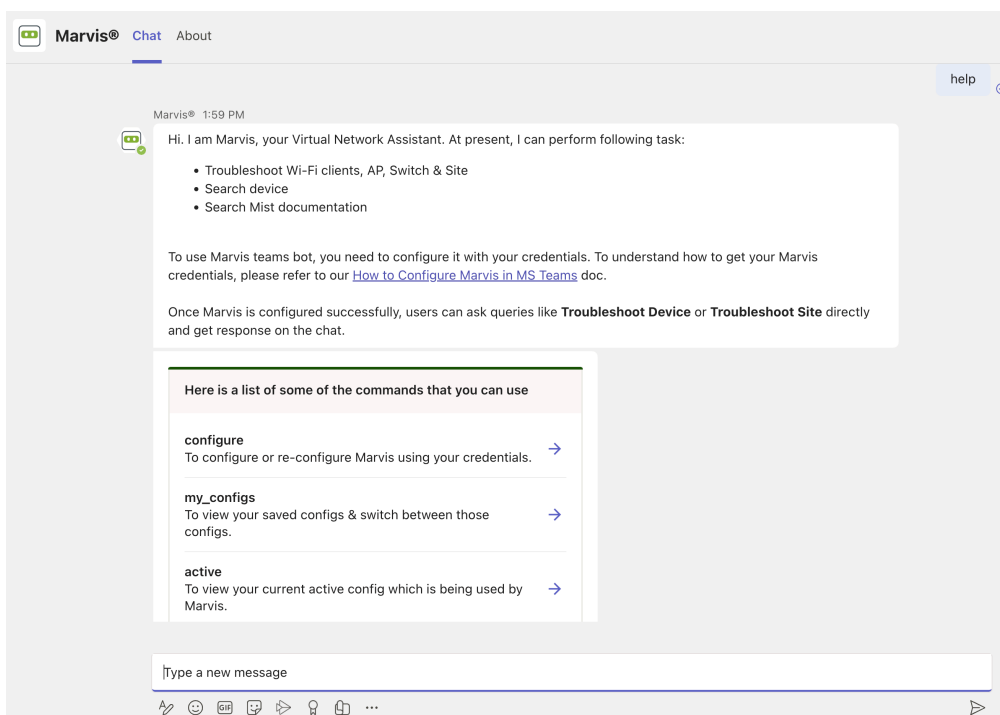 Marvis® Chat About
help
Marvis® 1:59 PM
Hi. I am Marvis, your Virtual Network Assistant. At present, I can perform following task:
• Troubleshoot Wi-Fi clients, AP, Switch & Site
• Search device
• Search Mist documentation
To use Marvis teams bot, you need to configure it with your credentials. To understand how to get your Marvis
credentials, please refer to our How to Configure Marvis in MS Teams doc.
Once Marvis is configured successfully, users can ask queries like Troubleshoot Device or Troubleshoot Site directly
and get response on the chat.
Here is a list of some of the commands that you can use
configure
To configure or re-configure Marvis using your credentials.
my_configs
To view your saved configs & switch between those
configs.
active
To view your current active config which is being used by
Marvis.
Type a new message
GIF